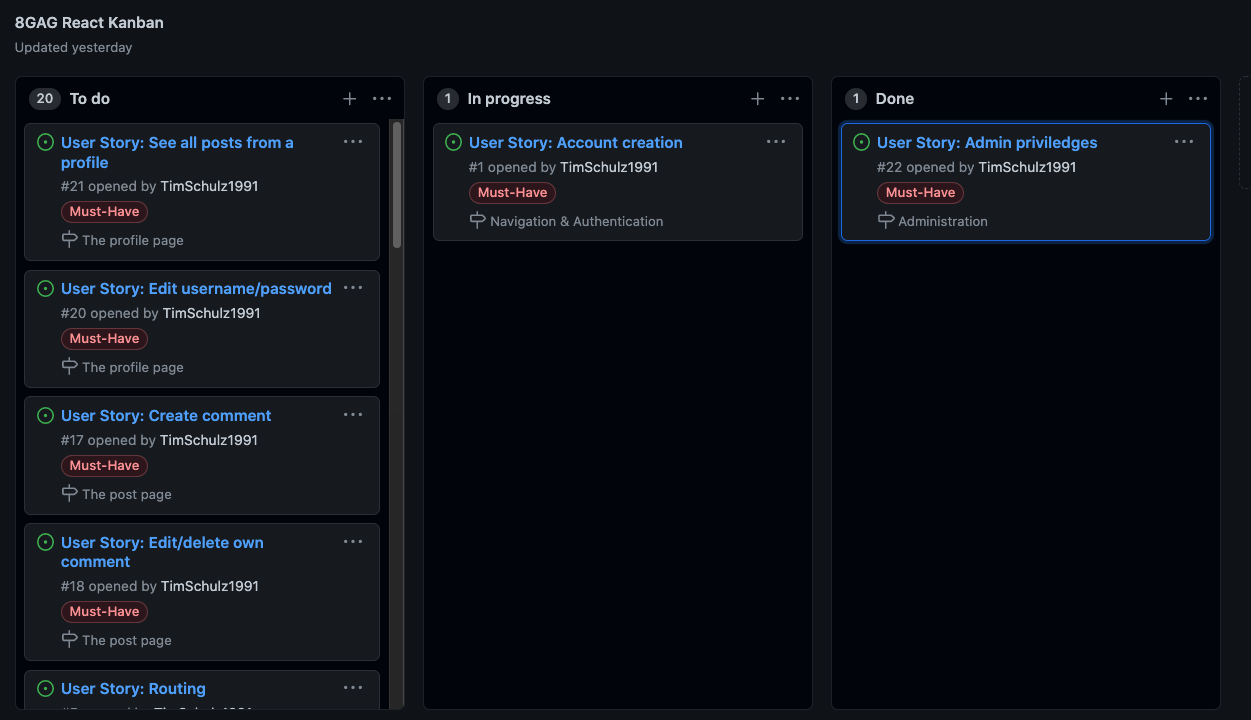 8GAG React Kanban
Updated yesterday
20 To do
User Story: See all posts from a
profile
#21 opened by TimSchulz1991
Must-Have
The profile page
User Story: Edit username/password
#20 opened by TimSchulz1991
Must-Have
The profile page
User Story: Create comment
#17 opened by TimSchulz1991
Must-Have
The post page
User Story: Edit/delete own
comment
#18 opened by TimSchulz1991
Must-Have
The post page
User Story: Routing
1 In progress
User Story: Account creation
#1 opened by TimSchulz1991
Must-Have
Navigation & Authentication
1 Done
User Story: Admin priviledges
#22 opened by TimSchulz1991
Must-Have
Administration